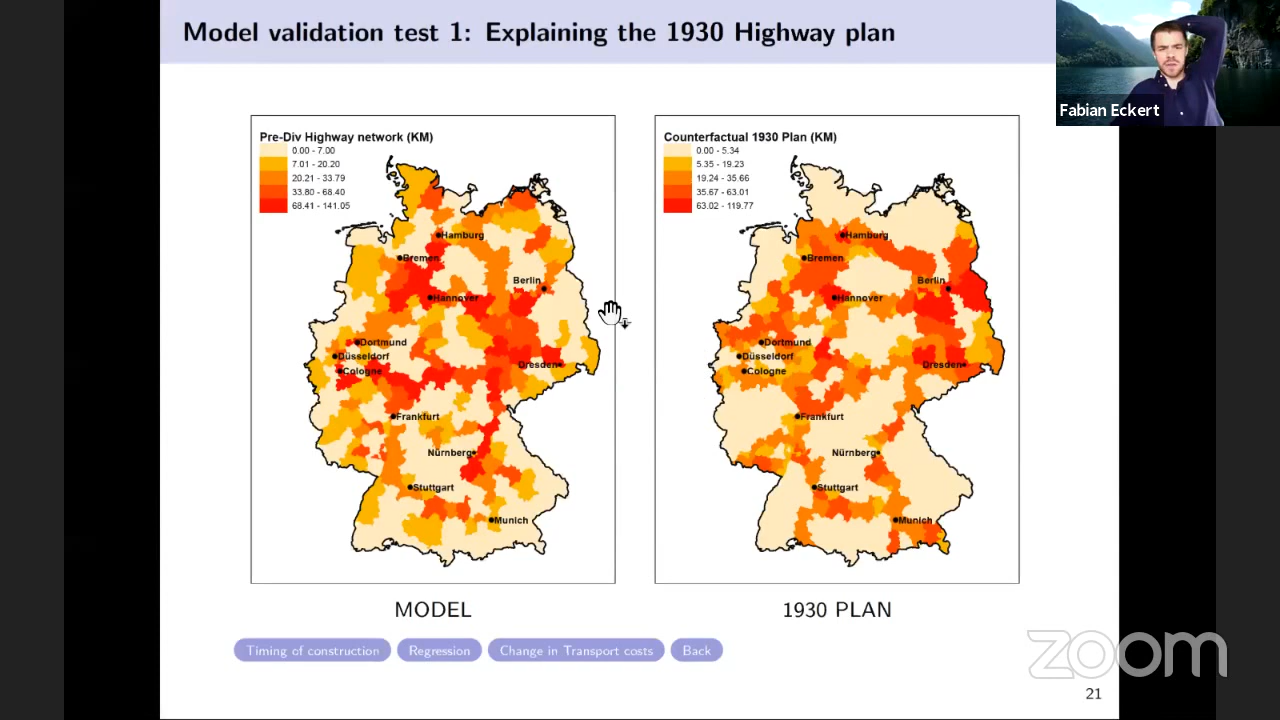 Model validation test 1: Explaining the 1930 Highway plan
Fabian Eckert
Pre-Div Highway network (KM)
0.00 - 7.00
7.01 - 20.20
20.21 - 33.79
33.80 - 68.40
68.41 - 141.05
Hamburg
Bremen
Berlin
Hannover
Dortmund
Düsseldorf
Dresden
Cologne
Frankfurt
Nürnberg
Stuttgart
Munich
MODEL
Counterfactual 1930 Plan (KM)
0.00 - 5.34
5.35 - 19.23
19.24 - 35.66
35.67 - 63.01
63.02 - 119.77
Hamburg
Bremen
Berlin
Hannover
Dortmund
Düsseldorf
Dresden
Cologne
Frankfurt
Nürnberg
Stuttgart
Munich
1930 PLAN
Timing of construction Regression Change in Transport costs Back
zoom
21